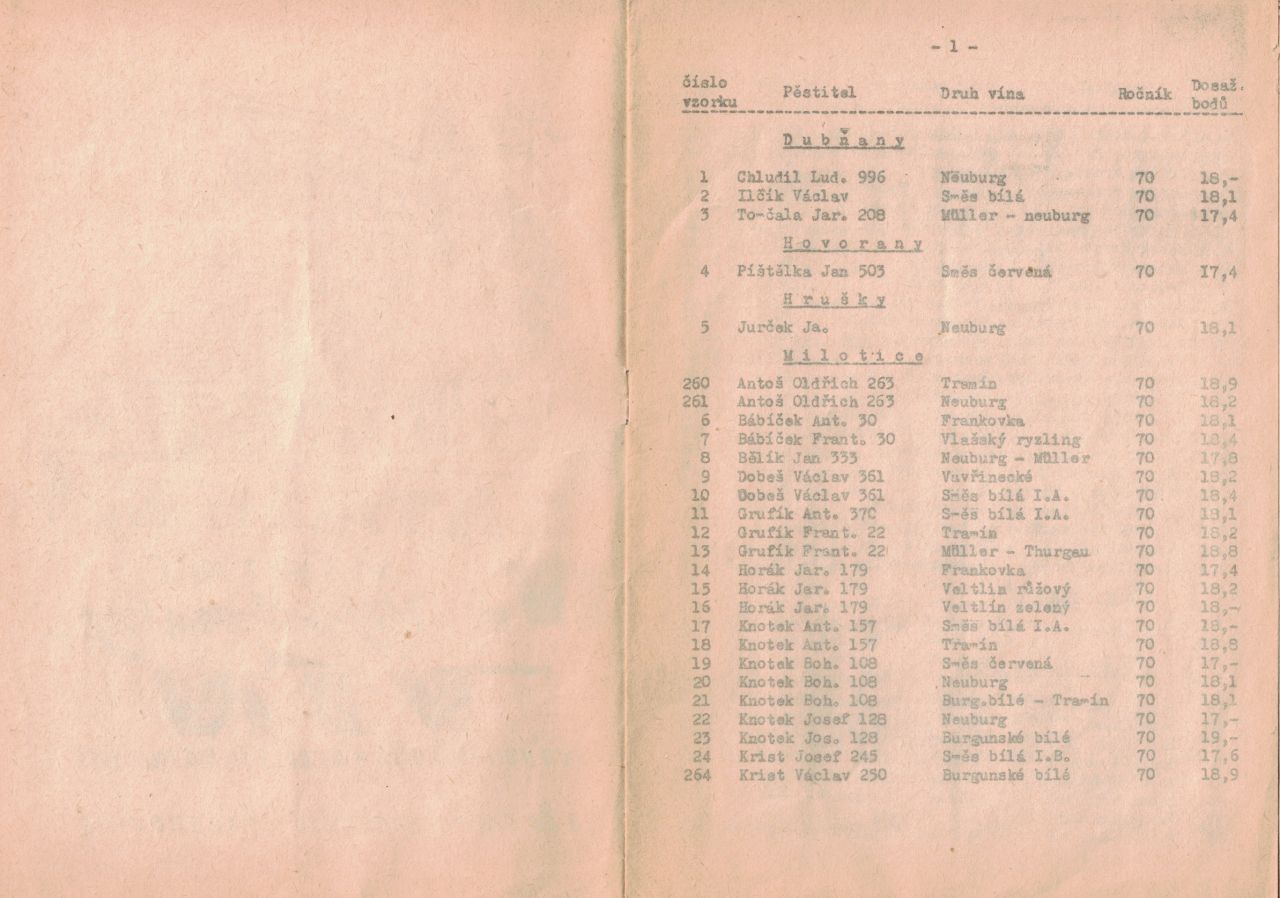 - 1 -
číslo vzorku Pěstitel Druh vína Ročník Dosaž. bodů
Dubňany
1 Chludil Lud. 996 Neuburg 70 18,-
2 Ilčík Václav Směs bílá 70 18,1
3 To-čala Jar. 208 Müller - neuburg 70 17,4
Hovorany
4 Píštělka Jan 503 Směs červená 70 17,4
Hrušky
5 Jurček Ja. Neuburg 70 18,1
Milotice
260 Antoš Oldřich 263 Tramín 70 18,9
261 Antoš Oldřich 263 Neuburg 70 18,2
6 Bábíček Ant. 30 Frankovka 70 18,1
7 Bábíček Frant. 30 Vlašský ryzling 70 18,4
8 Bělík Jan 333 Neuburg - Müller 70 17,8
9 Dobeš Václav 361 Vavřinecké 70 18,2
10 Dobeš Václav 361 Směs bílá I.A. 70 18,4
11 Grufík Ant. 370 Směs bílá I.A. 70 18,1
12 Grufík Frant. 22 Tramín 70 18,2
13 Grufík Frant. 22 Müller - Thurgau 70 18,8
14 Horák Jar. 179 Frankovka 70 17,4
15 Horák Jar. 179 Veltlin růžový 70 18,2
16 Horák Jar. 179 Veltlín zelený 70 18,-
17 Knotek Ant. 157 Směs bílá I.A. 70 18,-
18 Knotek Ant. 157 Tramín 70 18,8
19 Knotek Boh. 108 Směs červená 70 17,-
20 Knotek Boh. 108 Neuburg 70 18,1
21 Knotek Boh. 108 Burg.bílé - Tramín 70 18,1
22 Knotek Josef 128 Neuburg 70 17,-
23 Knotek Jos. 128 Burgunské bílé 70 19,-
24 Krist Josef 245 Směs bílá I.B. 70 17,6
264 Krist Václav 250 Burgunské bílé 70 18,9